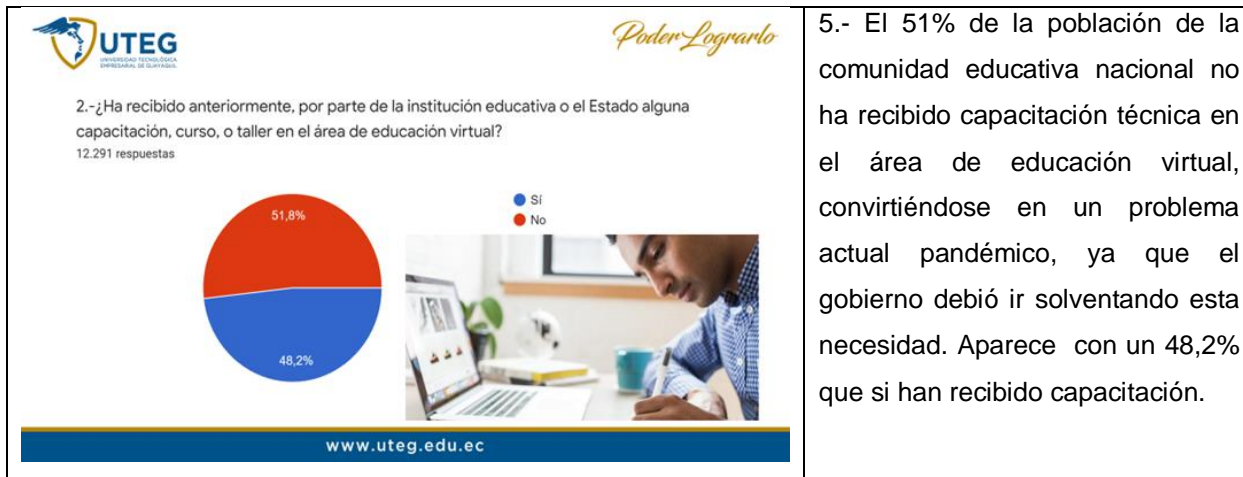 UTEG
UNIVERSIDAD TECNOLÓGICA
EMPRESARIAL DE GUAYAQUIL
Poder Lograrlo
2.-¿Ha recibido anteriormente, por parte de la institución educativa o el Estado alguna
capacitación, curso, o taller en el área de educación virtual?
12.291 respuestas
51,8%
48,2%
Sí
No
www.uteg.edu.ec
5.- El 51% de la población de la
comunidad educativa nacional no
ha recibido capacitación técnica en
el área de educación virtual,
convirtiéndose en un problema
actual pandémico, ya que el
gobierno debió ir solventando esta
necesidad. Aparece con un 48,2%
que si han recibido capacitación.